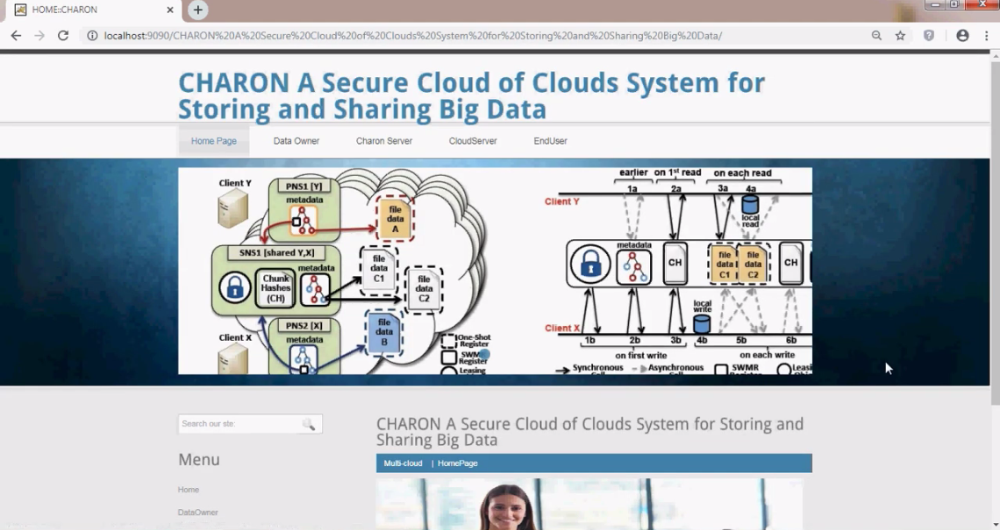 HOME::CHARON
localhost:9090/CHARON%20A%20Secure%20Cloud%20of%20Clouds%20System%20for%20Storing%20and%20Sharing%20Big%20Data/
CHARON A Secure Cloud of Clouds System for
Storing and Sharing Big Data
Home Page
Data Owner
Charon Server
CloudServer
EndUser
Client Y
PNS1 [Y]
metadata
file
data
A
SNS1 [shared Y,X]
metadata
Chunk
Hashes
(CH)
file
data
C1
file
data
C2
PNS2 [X]
metadata
file
data
B
Client X
One-Shot
Register
SWMR
Register
Leasing
earlier
on 1st read
on each read
1a
2a
3a
4a
Client Y
local
read
metadata
CH
file
data
C1
file
data
C2
CH
local
write
Client X
1b
2b
3b
4b
5b
6b
on first write
on each write
Synchronous
Asynchronous
SWMR
Search our site:
Menu
Home
DataOwner
CHARON A Secure Cloud of Clouds System for Storing and
Sharing Big Data
Multi-cloud | HomePage